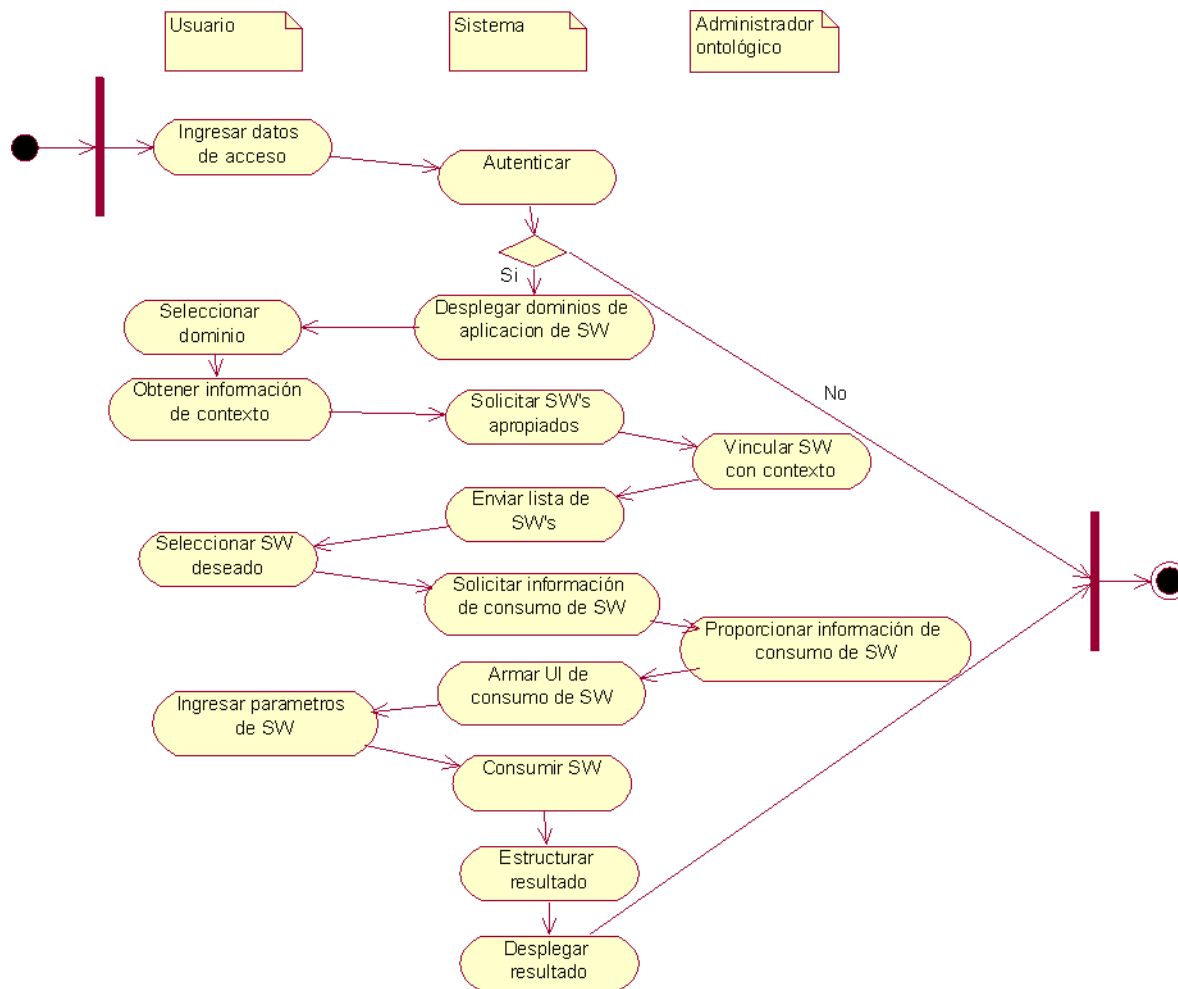 Usuario
Sistema
Administrador
ontológico
Ingresar datos
de acceso
Autenticar
Si
Desplegar dominios de
aplicacion de SW
Seleccionar
dominio
Obtener información
de contexto
No
Solicitar SW's
apropiados
Vincular SW
con contexto
Enviar lista de
SW's
Seleccionar SW
deseado
Solicitar información
de consumo de SW
Proporcionar información de
consumo de SW
Armar UI de
consumo de SW
Ingresar parametros
de SW
Consumir SW
Estructurar
resultado
Desplegar
resultado